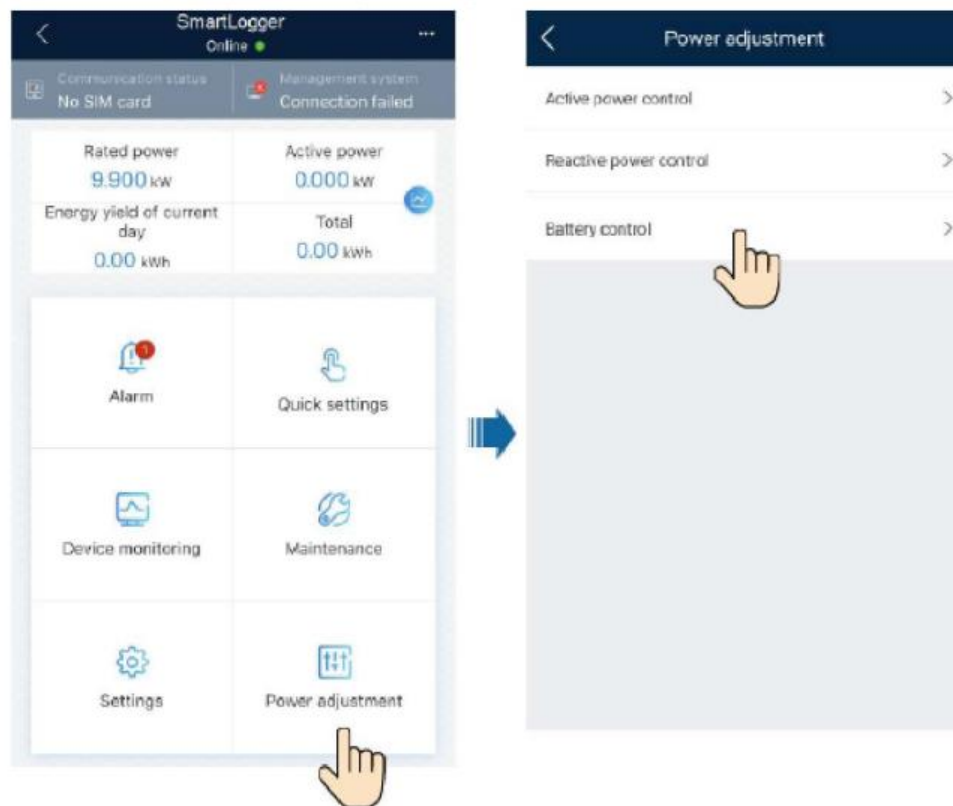 SmartLogger
Online
...
Communication status
No SIM card
Management system
Connection failed
Rated power
9.900 kW
Active power
0.000 kW
Energy yield of current
day
0.00 kWh
Total
0.00 kWh
Alarm
Quick settings
Device monitoring
Maintenance
Settings
Power adjustment
Power adjustment
Active power control
Reactive power control
Battery control